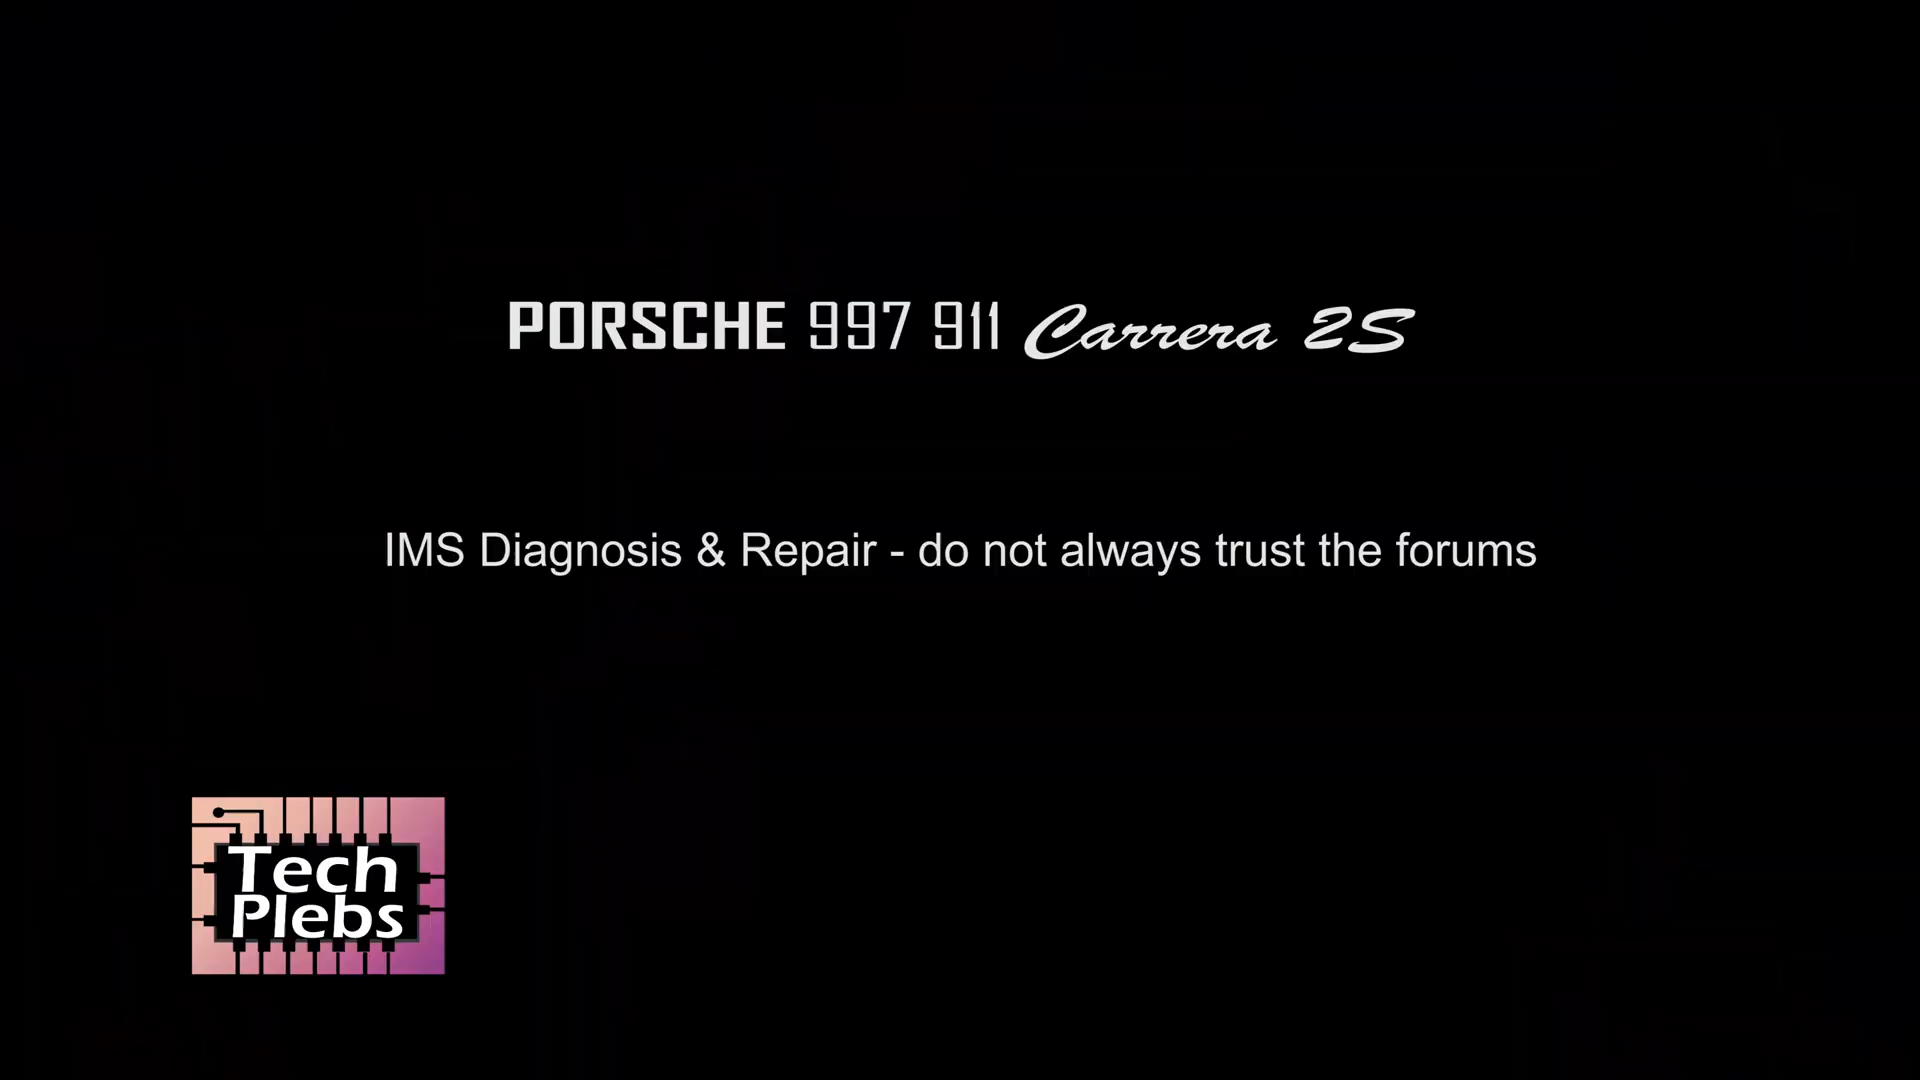 PORSCHE 997 911 Carrera 2S
IMS Diagnosis & Repair - do not always trust the forums
Tech
Plebs